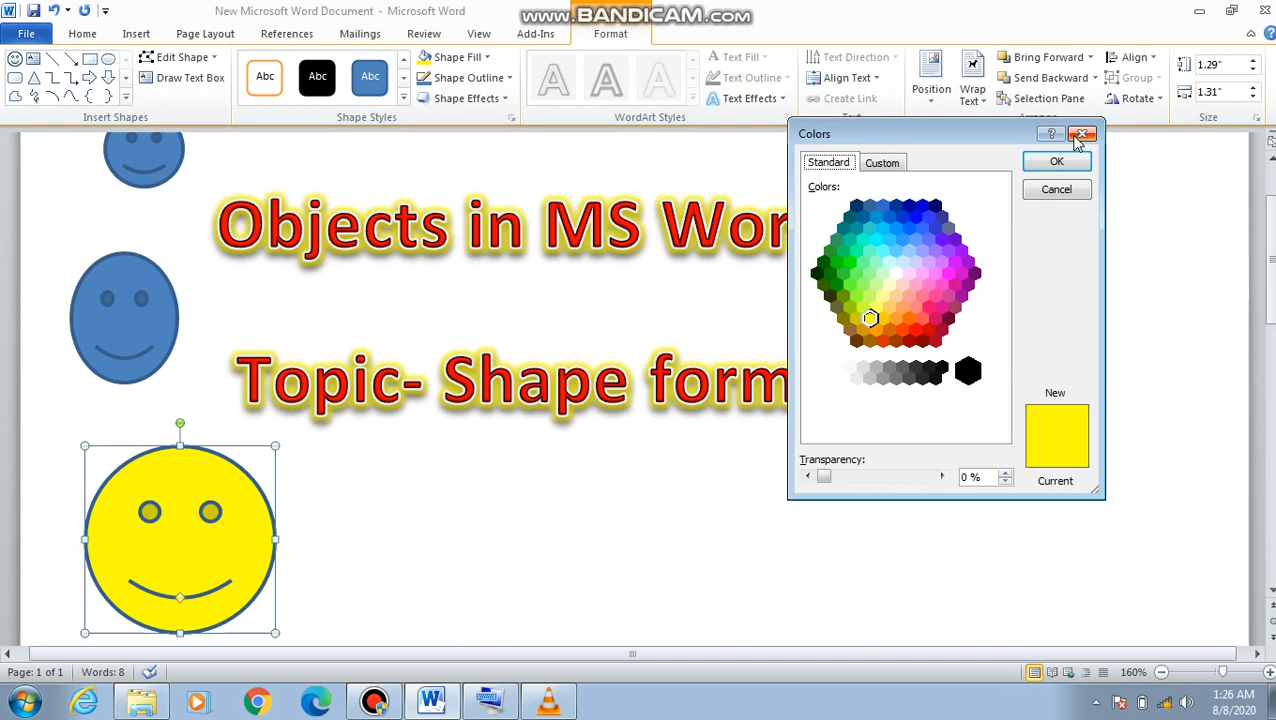 New Microsoft Word Document - Microsoft Word
www.BANDICAM.com
File Home Insert Page Layout References Mailings Review View Add-Ins Format
Edit Shape
Draw Text Box
Insert Shapes
Abc Abc Abc
Shape Fill
Shape Outline
Shape Effects
Shape Styles
A A A
Text Fill
Text Outline
Text Effects
WordArt Styles
Text Direction
Align Text
Create Link
Text
Position
Wrap Text
Bring Forward
Send Backward
Selection Pane
Align
Group
Rotate
Arrange
1.29"
1.31"
Size
Objects in MS Wor
Topic- Shape form
Colors
?
Standard Custom
OK
Cancel
Colors:
New
Current
Transparency:
0 %
Page: 1 of 1 Words: 8
160%
1:26 AM
8/8/2020